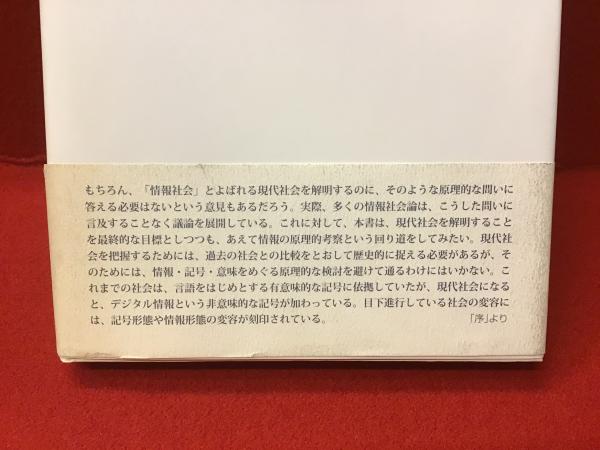 もちろん、「情報社会」とよばれる現代社会を解明するのに、そのような原理的な問いに
答える必要はないという意見もあるだろう。実際、多くの情報社会論は、こうした問いに
言及することなく議論を展開している。これに対して、本書は、現代社会を解明すること
を最終的な目標としつつも、あえて情報の原理的考察という回り道をしてみたい。現代社
会を把握するためには、過去の社会との比較をとおして歴史的に捉える必要があるが、そ
のためには、情報・記号・意味をめぐる原理的な検討を避けて通るわけにはいかない。こ
れまでの社会は、言語をはじめとする有意味的な記号に依拠していたが、現代社会になる
と、デジタル情報という非意味的な記号が加わっている。目下進行している社会の変容に
は、記号形態や情報形態の変容が刻印されている。
「序」より